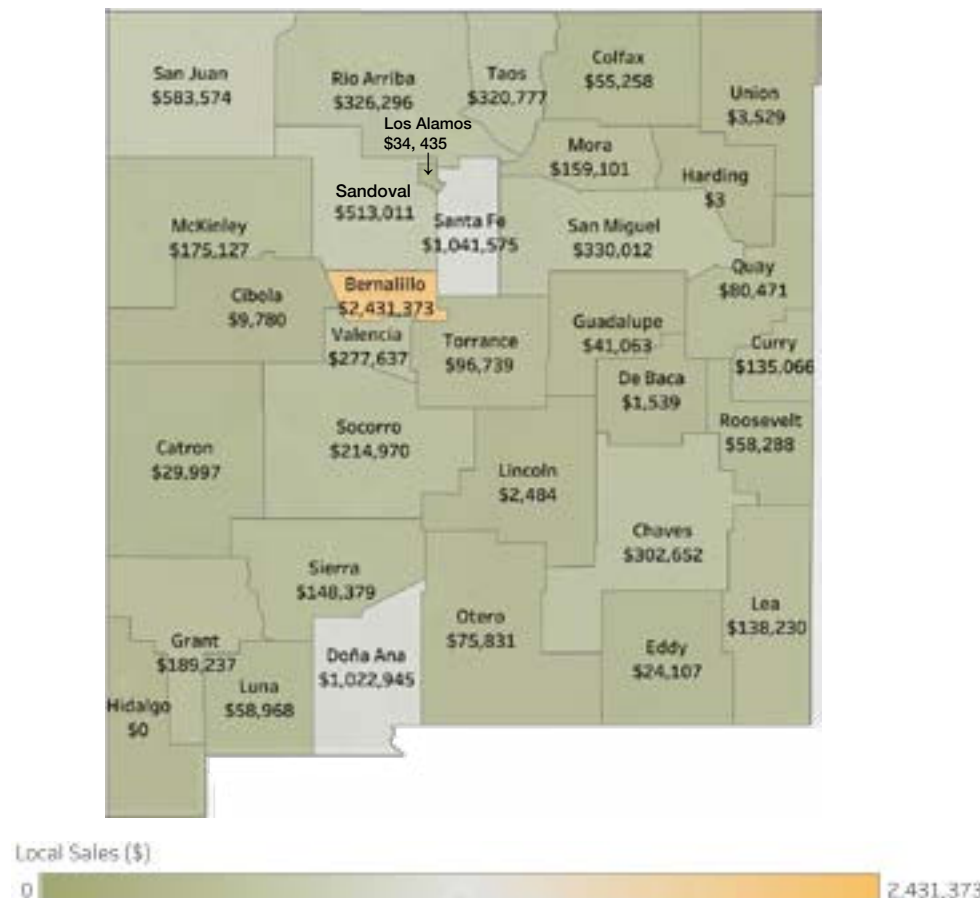 San Juan
$583,574
Rio Arriba
$326,296
Taos
$320,777
Colfax
$55,258
Union
$3,529
Los Alamos
$34, 435
Mora
$159,101
Harding
$3
Sandoval
$513,011
Santa Fe
$1,041,575
San Miguel
$330,012
McKinley
$175,127
Quay
$80,471
Cibola
$9,780
Bernalillo
$2,431,373
Valencia
$277,637
Torrance
$96,739
Guadalupe
$41,063
Curry
$135,066
De Baca
$1,539
Roosevelt
$58,288
Catron
$29,997
Socorro
$214,970
Lincoln
$2,484
Chaves
$302,652
Sierra
$148,379
Otero
$75,831
Lea
$138,230
Grant
$189,237
Doña Ana
$1,022,945
Eddy
$24,107
Luna
$58,968
Hidalgo
$0
Local Sales ($)
0 2,431,373